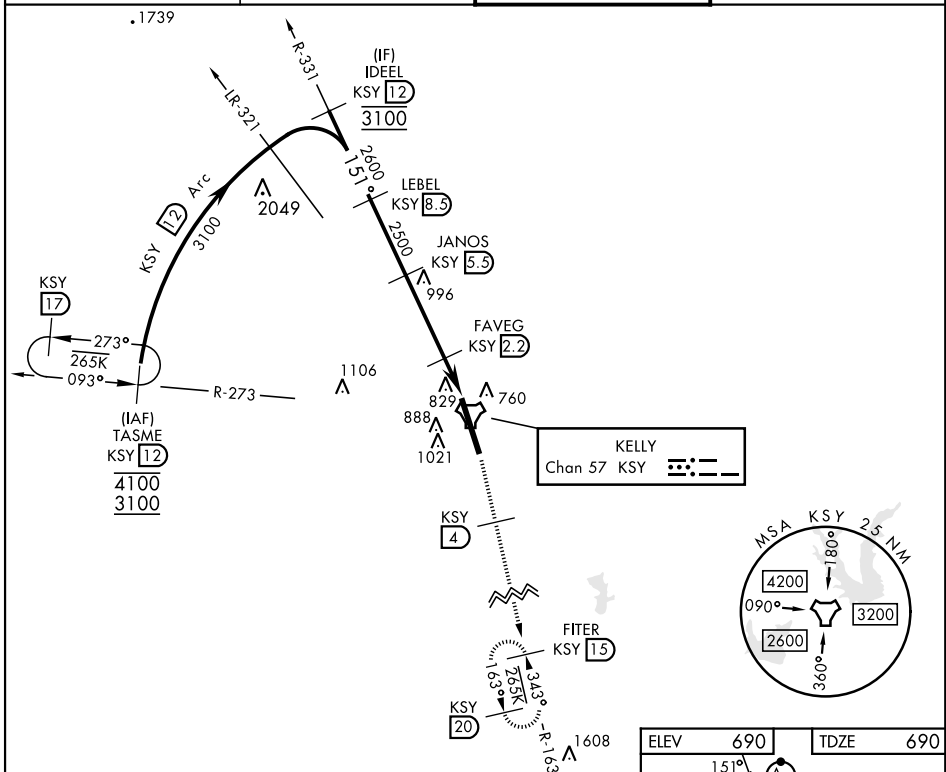 .1739
R-331
(IF)
IDEEL
KSY 12
3100
LR-321
2600
151°
LEBEL
KSY 8.5
KSY 12 Arc
3100
2049
2500
JANOS
KSY 5.5
996
KSY
17
273°
265K
093°
R-273
FAVEG
KSY 2.2
1106
829
760
888
1021
(IAF)
TASME
KSY 12
4100
3100
KELLY
Chan 57 KSY
KSY
4
MSA KSY 25 NM
180°
4200
090°
3200
2600
360°
FITER
KSY 15
163°
265K
343°
KSY
20
R-163
1608
ELEV 690
TDZE 690
151°